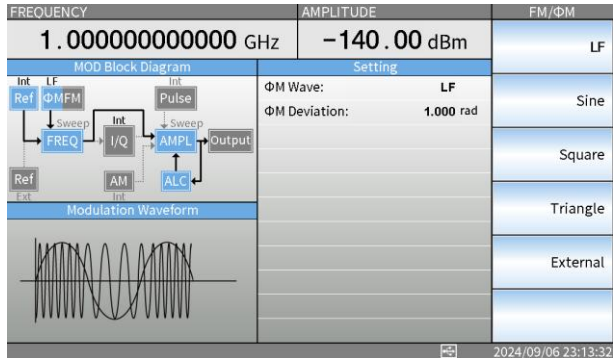 FREQUENCY AMPLITUDE FM/ΦM
1.000000000000 GHz -140.00 dBm
LF
MOD Block Diagram Setting
Int LF Int
Ref ΦM FM Pulse
Sweep Int Sweep
FREQ I/Q AMPL Output
Ref AM ALC
Ext Int
ΦM Wave: LF
ΦM Deviation: 1.000 rad
Modulation Waveform
Sine
Square
Triangle
External
2024/09/06 23:13:32